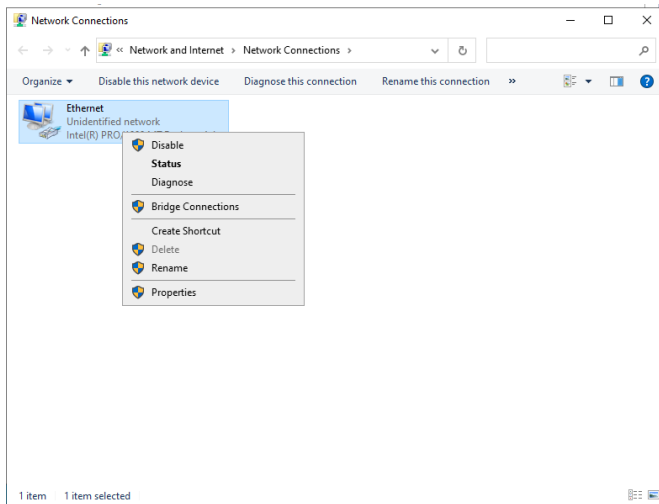 Network Connections
« Network and Internet > Network Connections >
Organize Disable this network device Diagnose this connection Rename this connection »
Ethernet
Unidentified network
Intel(R) PRO/
Disable
Status
Diagnose
Bridge Connections
Create Shortcut
Delete
Rename
Properties
1 item 1 item selected